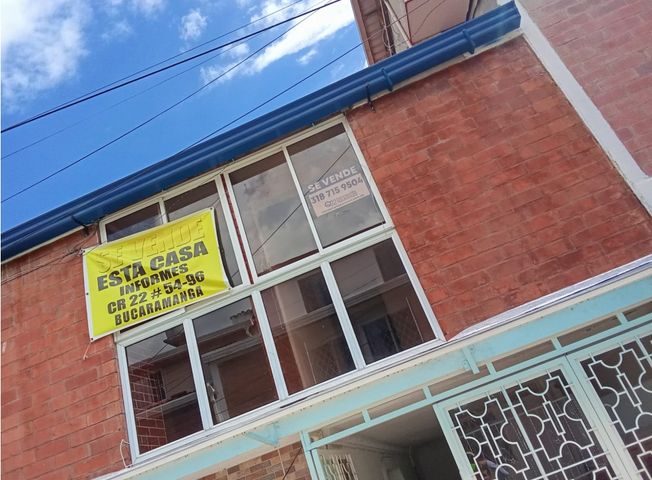 SE VENDE
ESTA CASA
INFORMES
CR 22 # 54-96
BUCARAMANGA
SE VENDE
318 715 9504